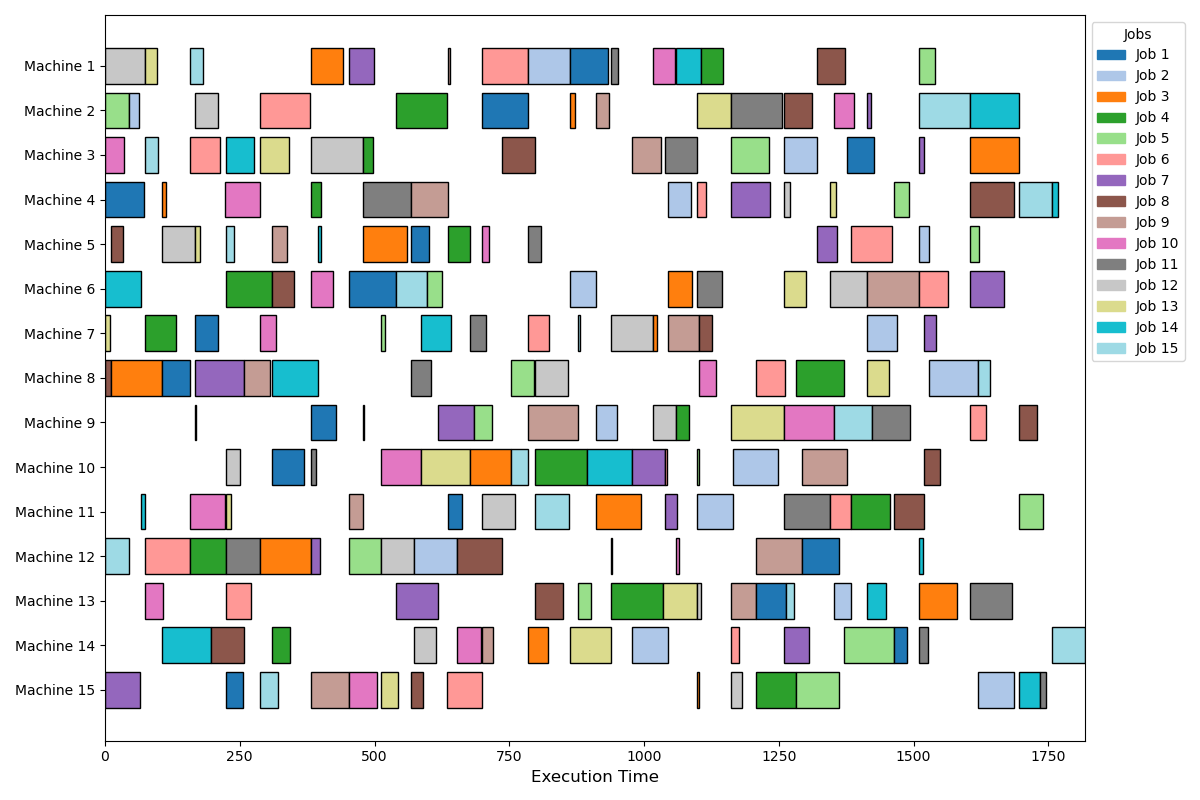 Machine 1
Machine 2
Machine 3
Machine 4
Machine 5
Machine 6
Machine 7
Machine 8
Machine 9
Machine 10
Machine 11
Machine 12
Machine 13
Machine 14
Machine 15
0 250 500 750 1000 1250 1500 1750
Execution Time
Jobs
Job 1
Job 2
Job 3
Job 4
Job 5
Job 6
Job 7
Job 8
Job 9
Job 10
Job 11
Job 12
Job 13
Job 14
Job 15